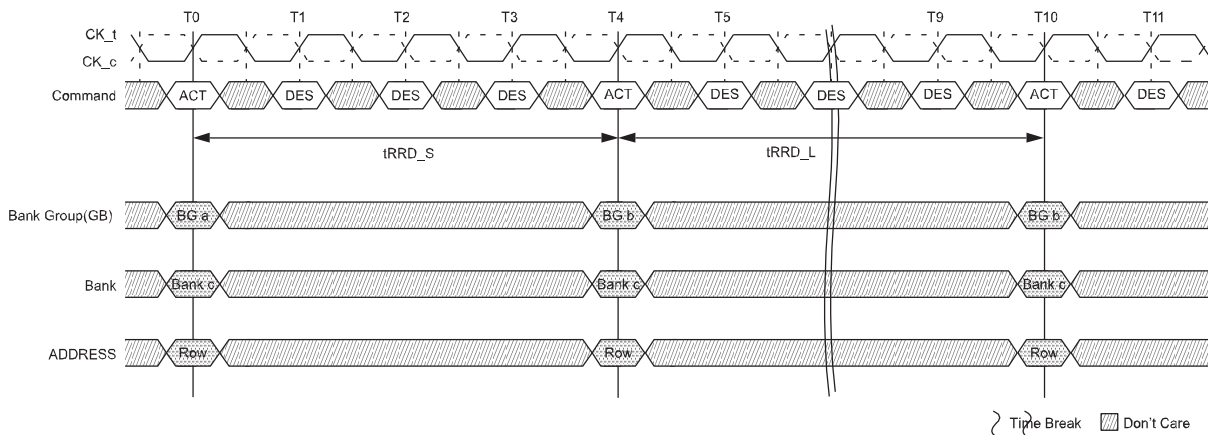 T0 T1 T2 T3 T4 T5 T9 T10 T11
CK_t
CK_c
Command ACT DES DES DES ACT DES DES DES ACT DES
tRRD_S tRRD_L
Bank Group(GB) BG a BG b BG b
Bank Bank c Bank c Bank c
ADDRESS Row Row Row
Time Break Don't Care